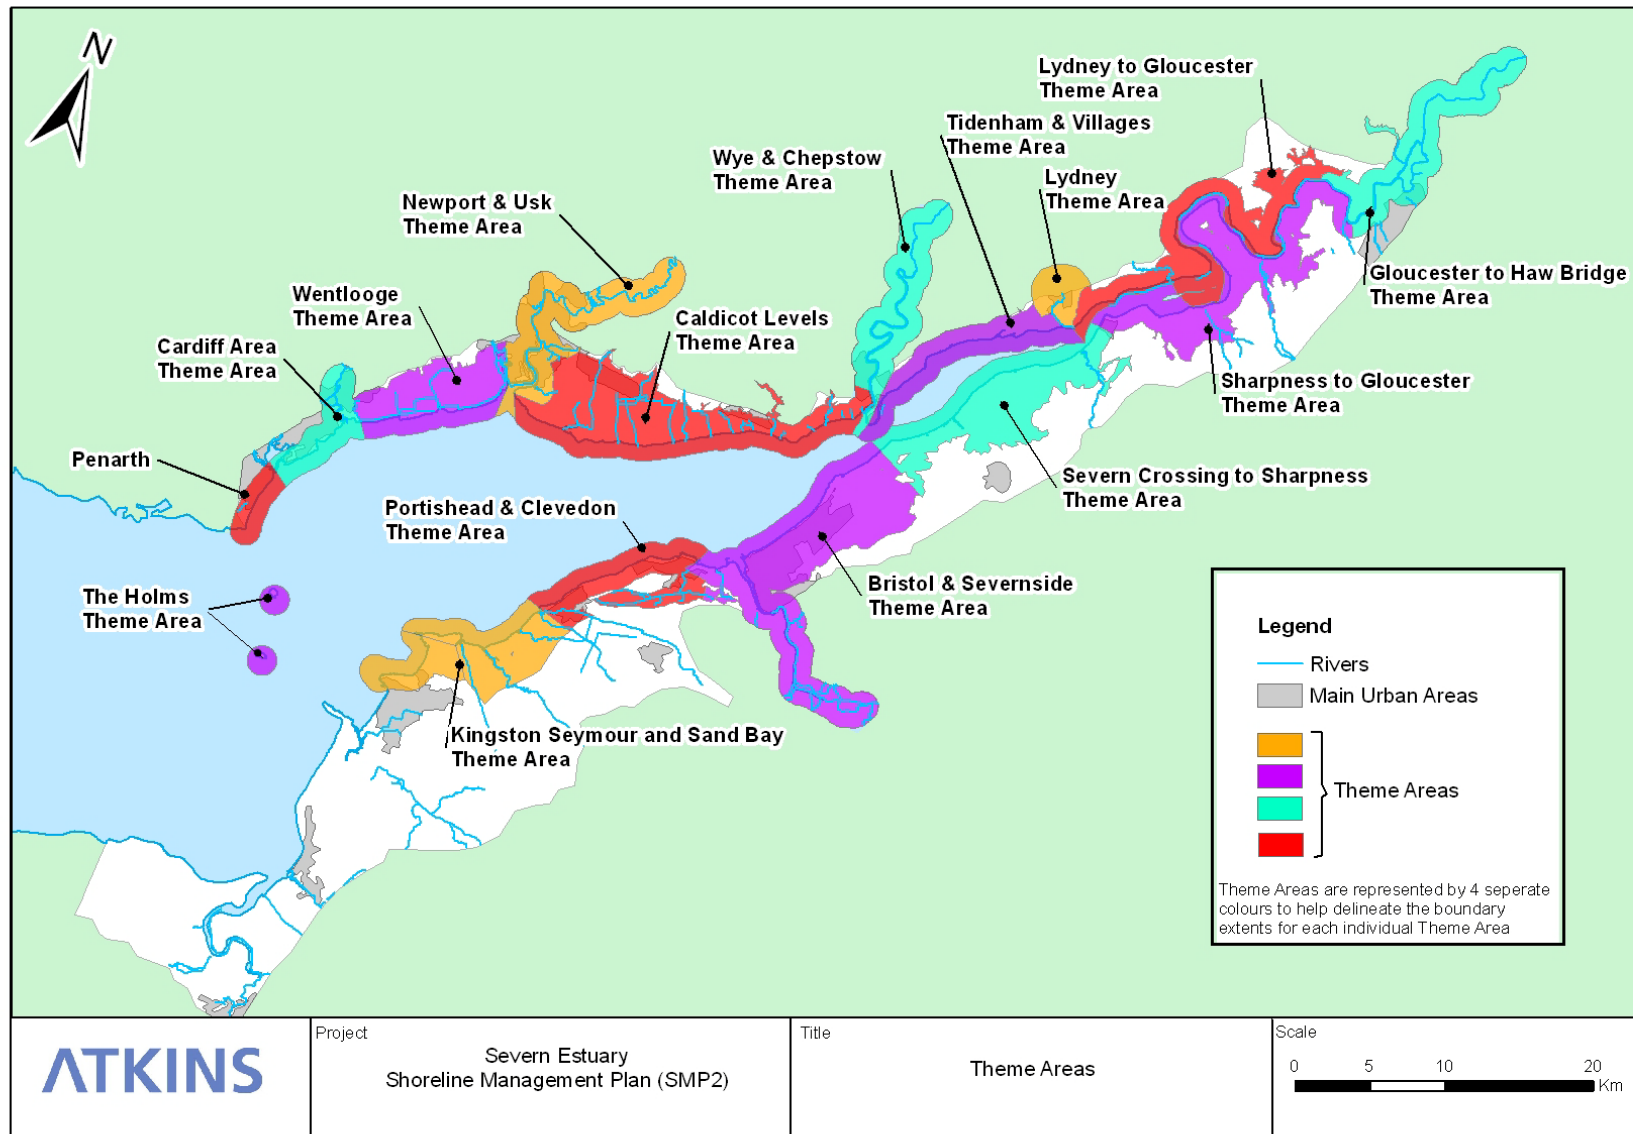 N
Lydney to Gloucester
Theme Area
Tidenham & Villages
Theme Area
Wye & Chepstow
Theme Area
Lydney
Theme Area
Newport & Usk
Theme Area
Gloucester to Haw Bridge
Theme Area
Wentlooge
Theme Area
Caldicot Levels
Theme Area
Cardiff Area
Theme Area
Sharpness to Gloucester
Theme Area
Penarth
Severn Crossing to Sharpness
Theme Area
Portishead & Clevedon
Theme Area
Bristol & Severnside
Theme Area
The Holms
Theme Area
Kingston Seymour and Sand Bay
Theme Area
Legend
Rivers
Main Urban Areas
Theme Areas
Theme Areas are represented by 4 seperate
colours to help delineate the boundary
extents for each individual Theme Area
ATKINS
Project
Severn Estuary
Shoreline Management Plan (SMP2)
Title
Theme Areas
Scale
0 5 10 20
Km